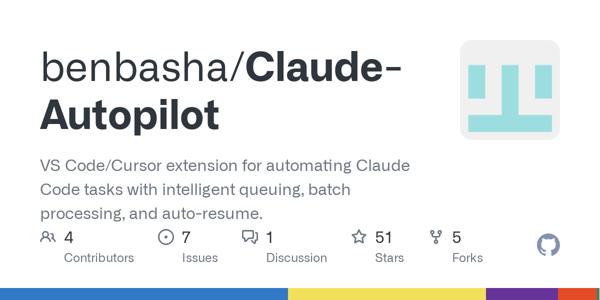 benbasha/Claude-
Autopilot
VS Code/Cursor extension for automating Claude
Code tasks with intelligent queuing, batch
processing, and auto-resume.
4 7 1 51 5
Contributors Issues Discussion Stars Forks